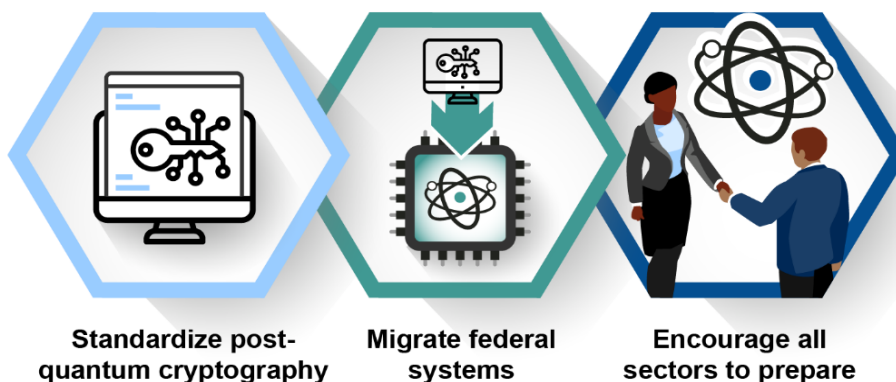 Standardize post-
quantum cryptography
Migrate federal
systems
Encourage all
sectors to prepare